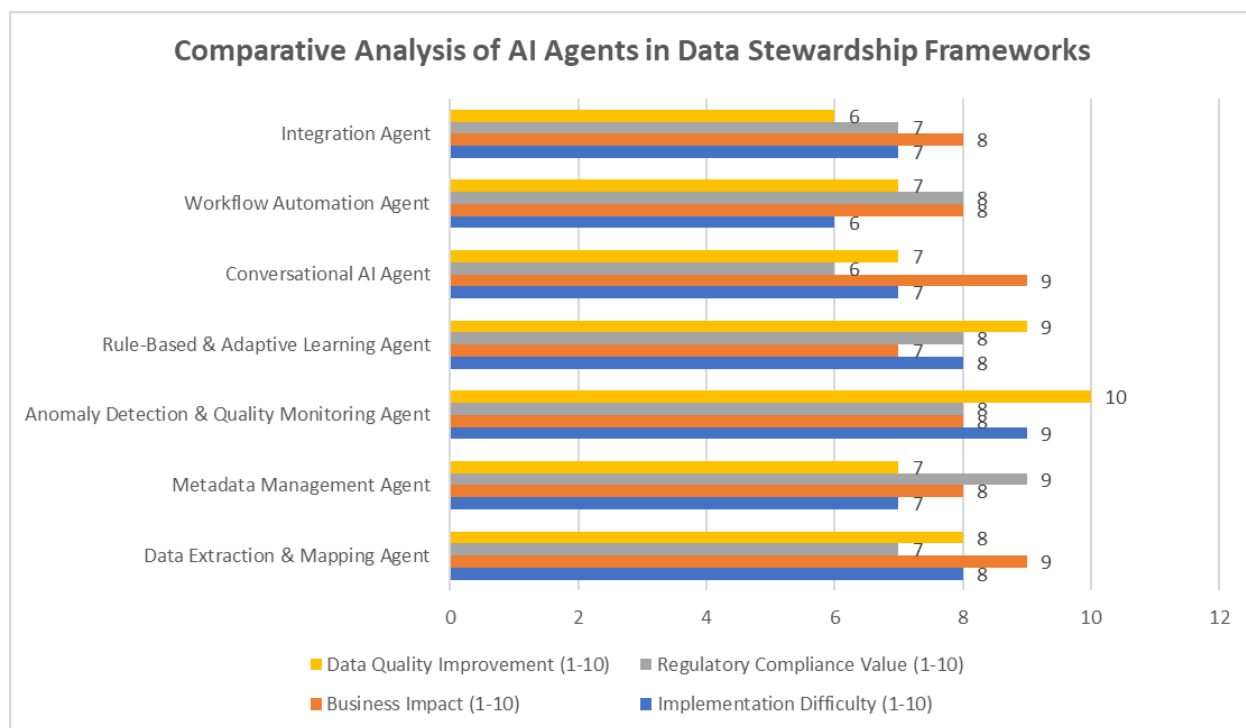 Comparative Analysis of AI Agents in Data Stewardship Frameworks
Integration Agent
6
7
8
7
Workflow Automation Agent
7
8
8
6
Conversational AI Agent
7
6
9
7
Rule-Based & Adaptive Learning Agent
9
8
7
8
Anomaly Detection & Quality Monitoring Agent
10
8
8
9
Metadata Management Agent
7
9
8
7
Data Extraction & Mapping Agent
8
7
9
8
0 2 4 6 8 10 12
Data Quality Improvement (1-10) Regulatory Compliance Value (1-10)
Business Impact (1-10) Implementation Difficulty (1-10)